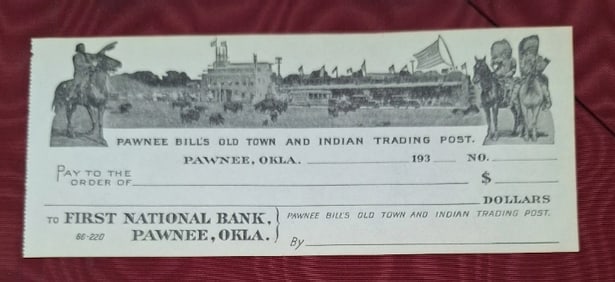 PAWNEE BILL'S OLD TOWN AND INDIAN TRADING POST.
PAWNEE, OKLA. 193 NO.
PAY TO THE
ORDER OF $
DOLLARS
TO FIRST NATIONAL BANK,
86-220 PAWNEE, OKLA.
PAWNEE BILL'S OLD TOWN AND INDIAN TRADING POST.
By